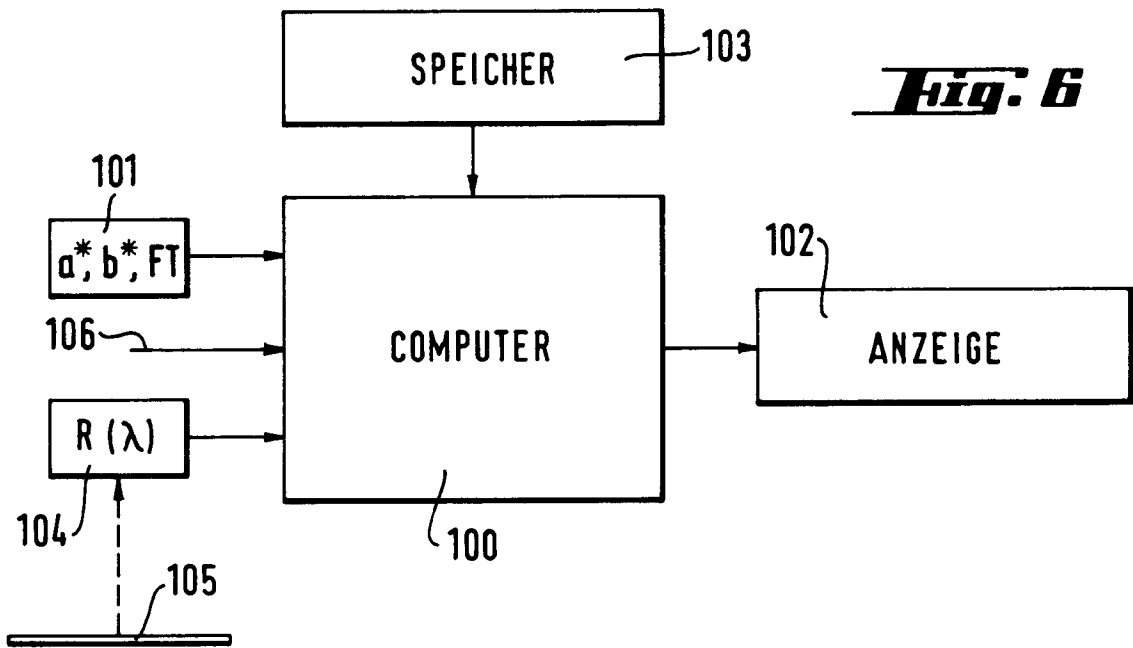 SPEICHER
103
Fig. 6
101
a*, b*, FT
102
106
COMPUTER
ANZEIGE
R (λ)
104
100
105